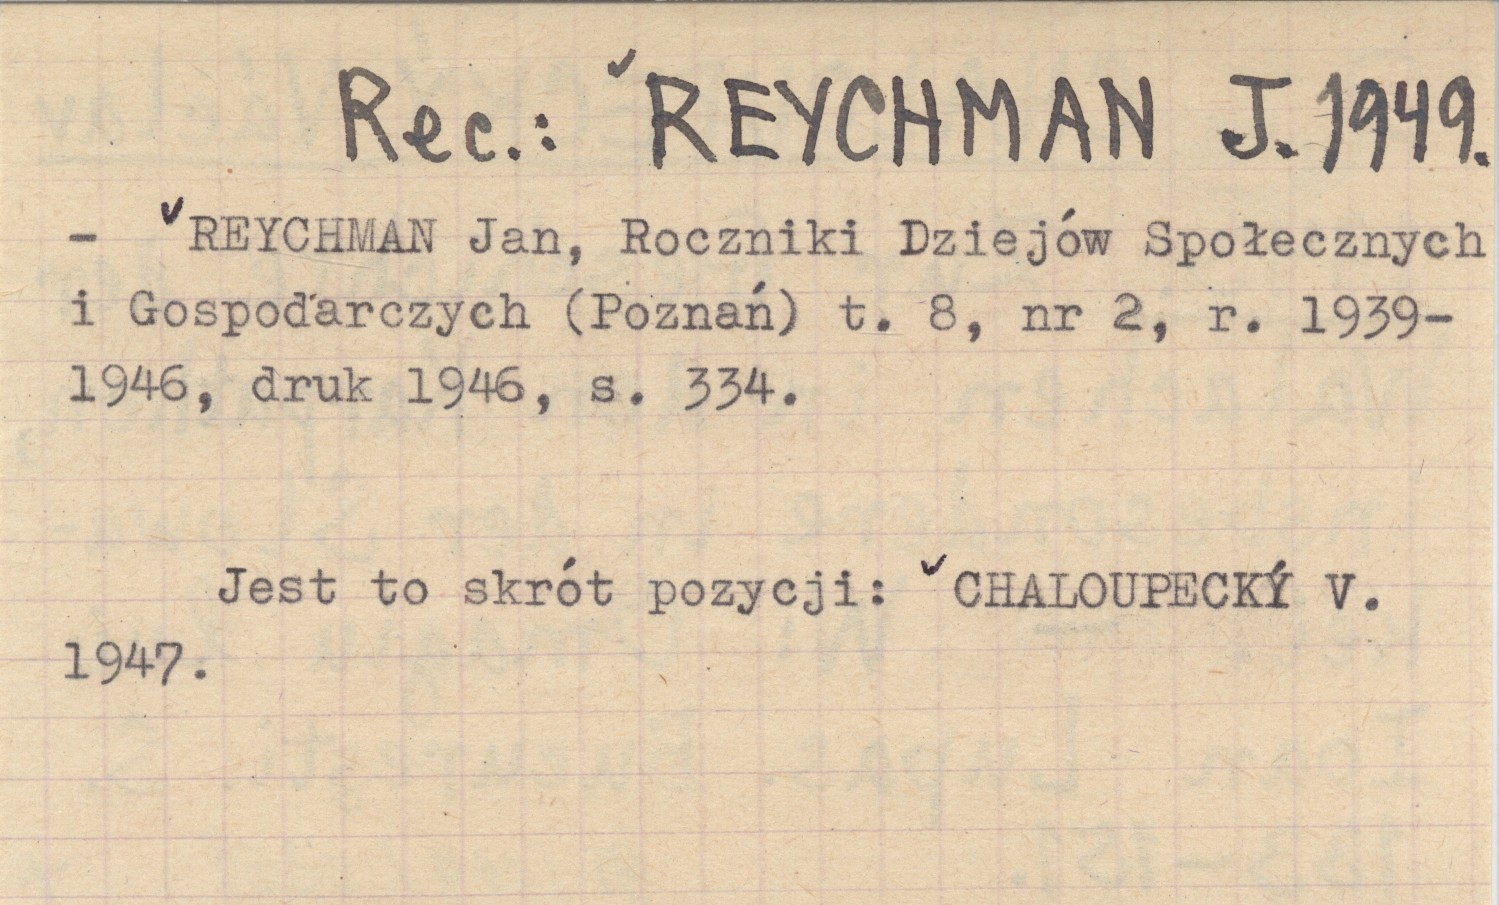 Rec.: ✓REYCHMAN J. 1949.
- ✓REYCHMAN Jan, Roczniki Dziejów Społecznych
i Gospodarczych (Poznań) t. 8, nr 2, r. 1939-
1946, druk 1946, s. 334.
Jest to skrót pozycji: ✓CHALOUPECKÝ V.
1947.